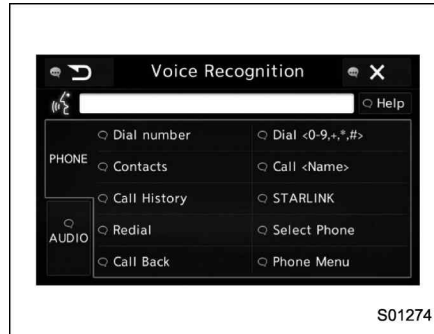 Voice Recognition
Help
PHONE
Dial number
Dial <0-9,+,*,#>
Contacts
Call <Name>
Call History
STARLINK
AUDIO
Redial
Select Phone
Call Back
Phone Menu
S01274